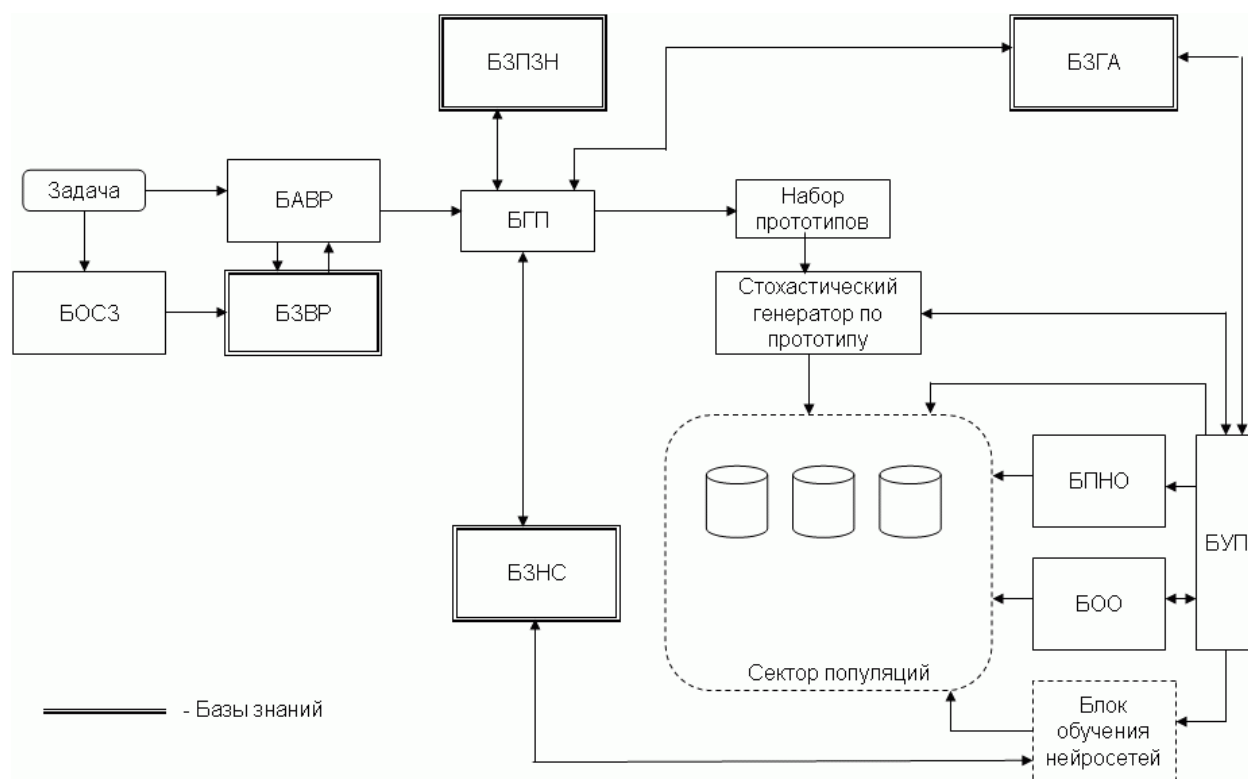 БЗПЗН
БЗГА
Задача
БАВР
БГП
Набор
прототипов
БОСЗ
БЗВР
Стохастический
генератор по
прототипу
БПНО
БУП
БЗНС
БОО
Сектор популяций
- Базы знаний
Блок
обучения
нейросетей